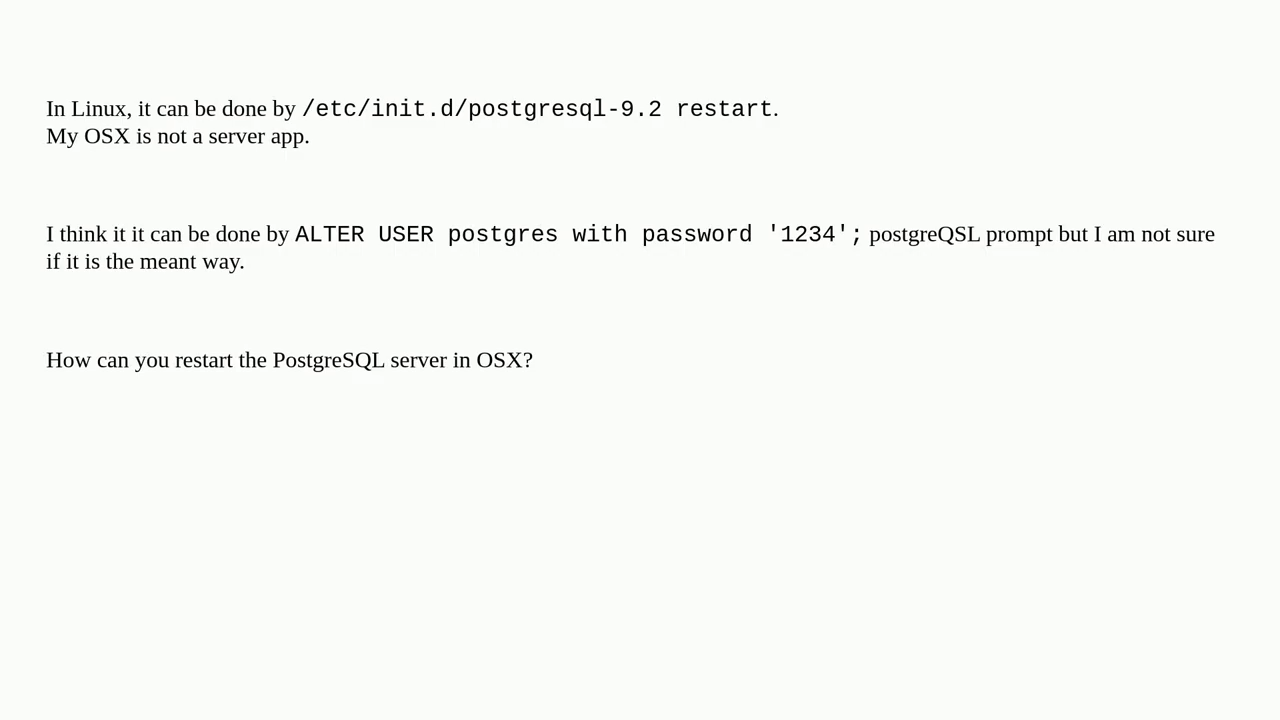 In Linux, it can be done by /etc/init.d/postgresql-9.2 restart.
My OSX is not a server app.
I think it it can be done by ALTER USER postgres with password '1234'; postgreQSL prompt but I am not sure
if it is the meant way.
How can you restart the PostgreSQL server in OSX?